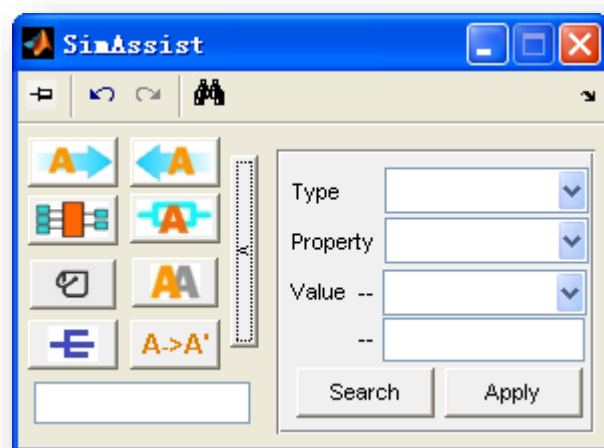 SimAssist
A A
A
AA
A->A'
<
Type
Property
Value --
--
Search Apply